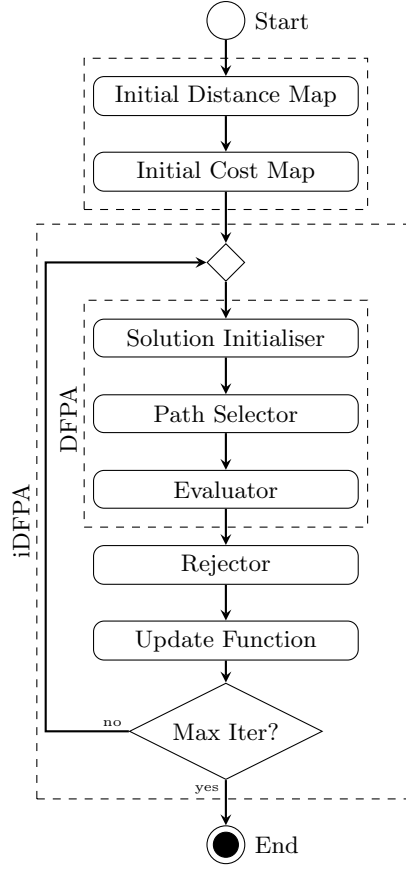 Start
Initial Distance Map
Initial Cost Map
Solution Initialiser
Path Selector
DFPA
Evaluator
iDFPA
Rejector
Update Function
no
Max Iter?
yes
End